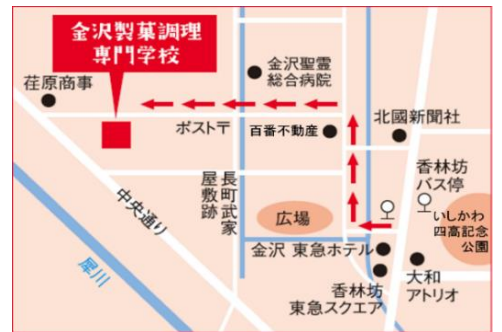 金沢製菓調理
専門学校
荏原商事
金沢聖霊
総合病院
ポスト〒
百番不動産
北國新聞社
香林坊
バス停
いしかわ
四高記念
公園
長町武家
屋敷跡
中央通り
広場
犀川
金沢 東急ホテル
香林坊
東急スクエア
大和
アトリオ